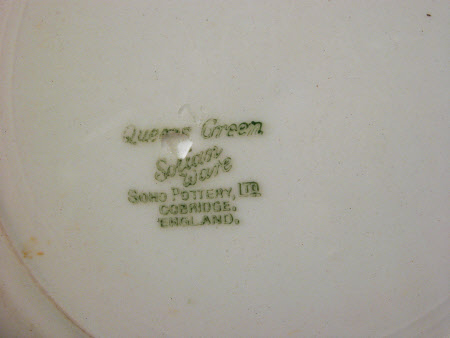 Queens Green
Solian
Ware
SOHO POTTERY, LTD
COBRIDGE.
ENGLAND.